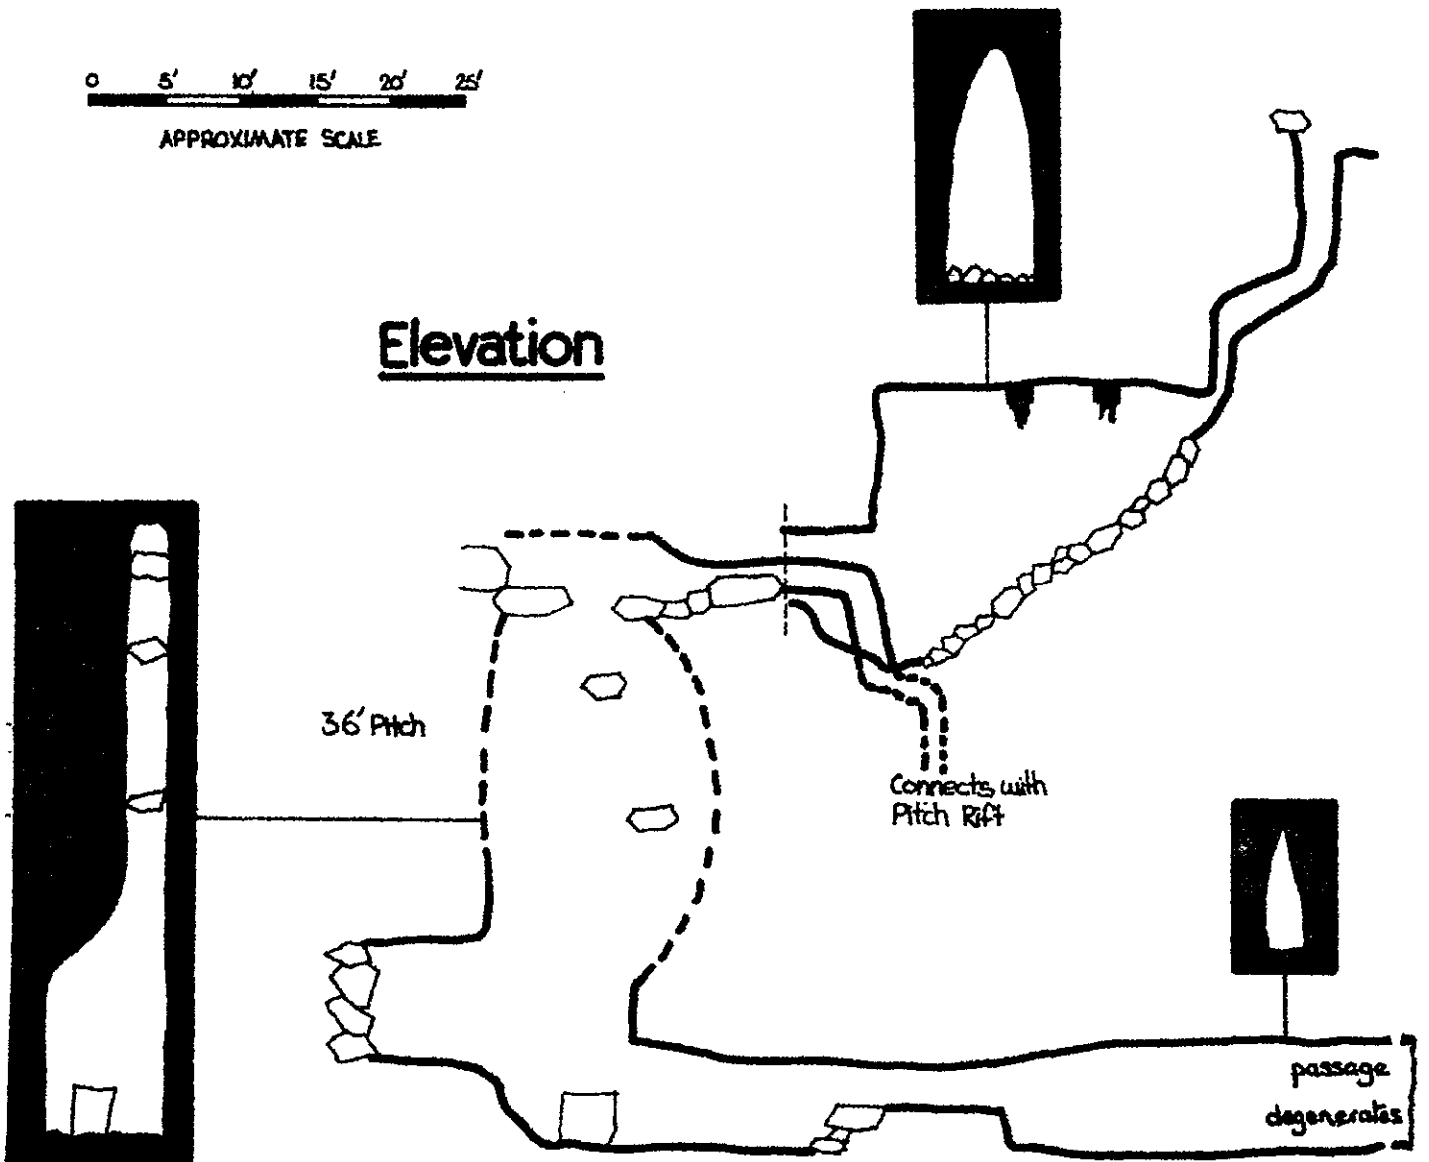 0 5' 10' 15' 20' 25'
APPROXIMATE SCALE
Elevation
36' Pitch
Connects with
Pitch Rift
passage
degenerates